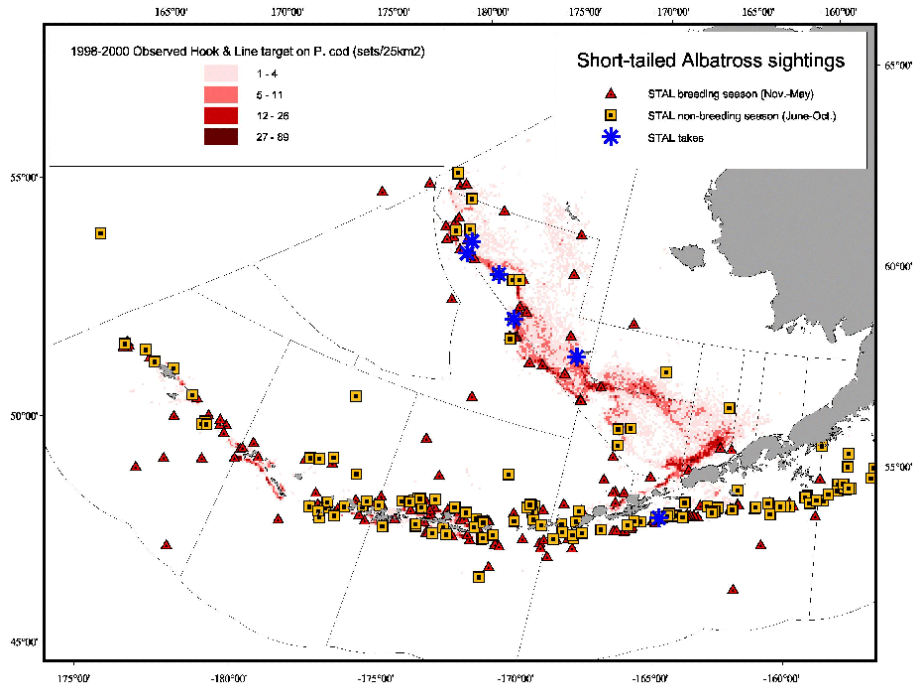 165°00' 170°00' 180°00' 175°00' 170°00' 165°00' 160°00'
1998-2000 Observed Hook & Line target on P. cod (sets/25km2)
1 - 4
5 - 11
12 - 26
27 - 89
Short-tailed Albatross sightings
STAL breeding season (Nov.-May)
STAL non-breeding season (June-Oct.)
STAL takes
65°00'
55°00'
60°00'
50°00'
55°00'
45°00'
175°00' -180°00' -175°00' -170°00' -165°00' -160°00'